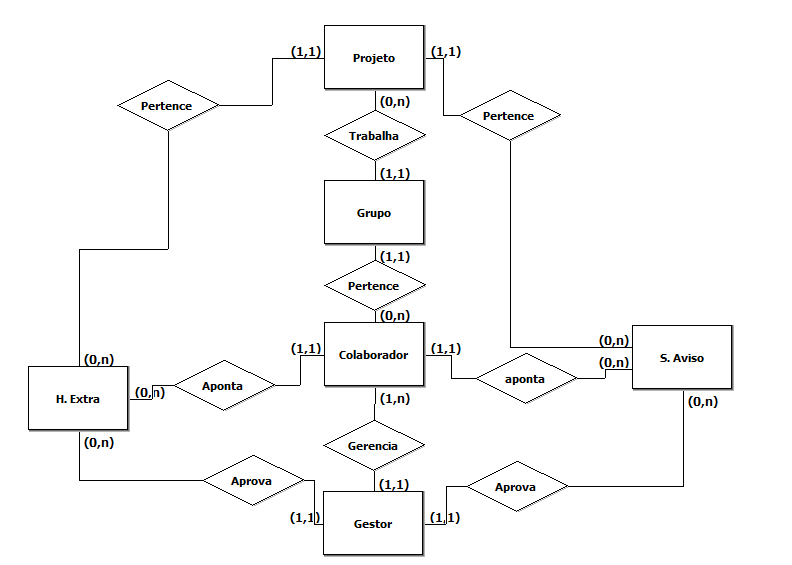 (1,1)
Projeto
(1,1)
Pertence
(0,n)
Pertence
Trabalha
(1,1)
Grupo
(1,1)
Pertence
(0,n)
(0,n)
(1,1)
Colaborador
(1,1)
(0,n)
S. Aviso
(0,n)
(0,n)
Aponta
aponta
H. Extra
(0,n)
(1,n)
(0,n)
(0,n)
Gerencia
Aprova
(1,1)
Aprova
(1,1)
Gestor
(1,1)